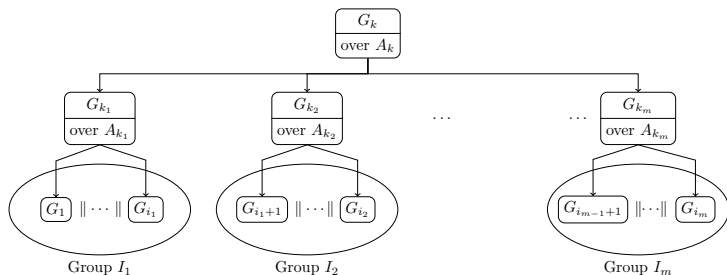 G_k
over A_k
G_{k_1} G_{k_2} G_{k_m}
over A_{k_1} over A_{k_2} ⋯ ⋯ over A_{k_m}
G_1 ∥ ⋯ ∥ G_{i_1} G_{i_1+1} ∥ ⋯ ∥ G_{i_2} G_{i_{m-1}+1} ∥ ⋯ ∥ G_{i_m}
Group I_1 Group I_2 Group I_m